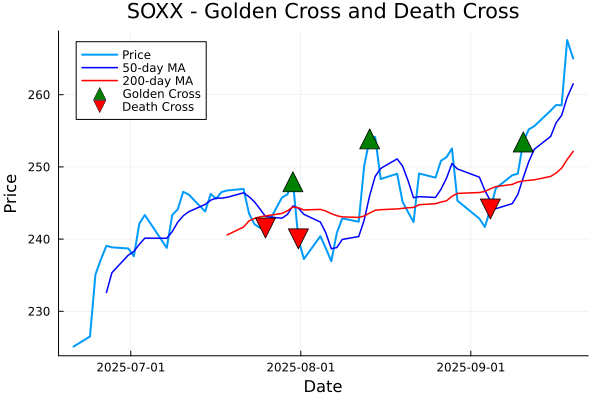 SOXX - Golden Cross and Death Cross
Price
50-day MA
200-day MA
Golden Cross
Death Cross
Price
260
250
240
230
2025-07-01
2025-08-01
2025-09-01
Date